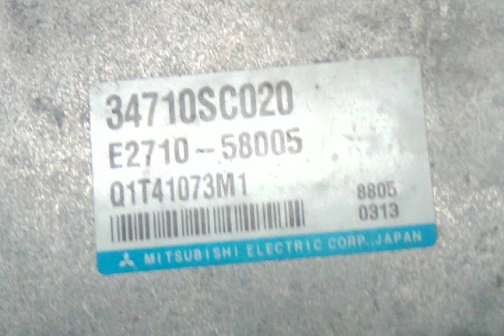 34710SC020
E2710-58005
Q1T41073M1
8805
0313
MITSUBISHI ELECTRIC CORP., JAPAN